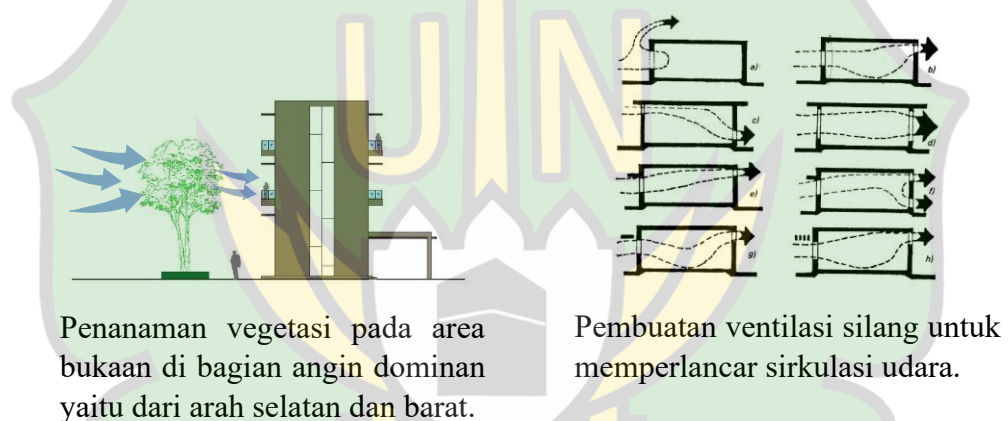 UIN
a)
b)
c)
d)
e)
f)
g)
h)
Penanaman vegetasi pada area
bukaan di bagian angin dominan
yaitu dari arah selatan dan barat.
Pembuatan ventilasi silang untuk
memperlancar sirkulasi udara.